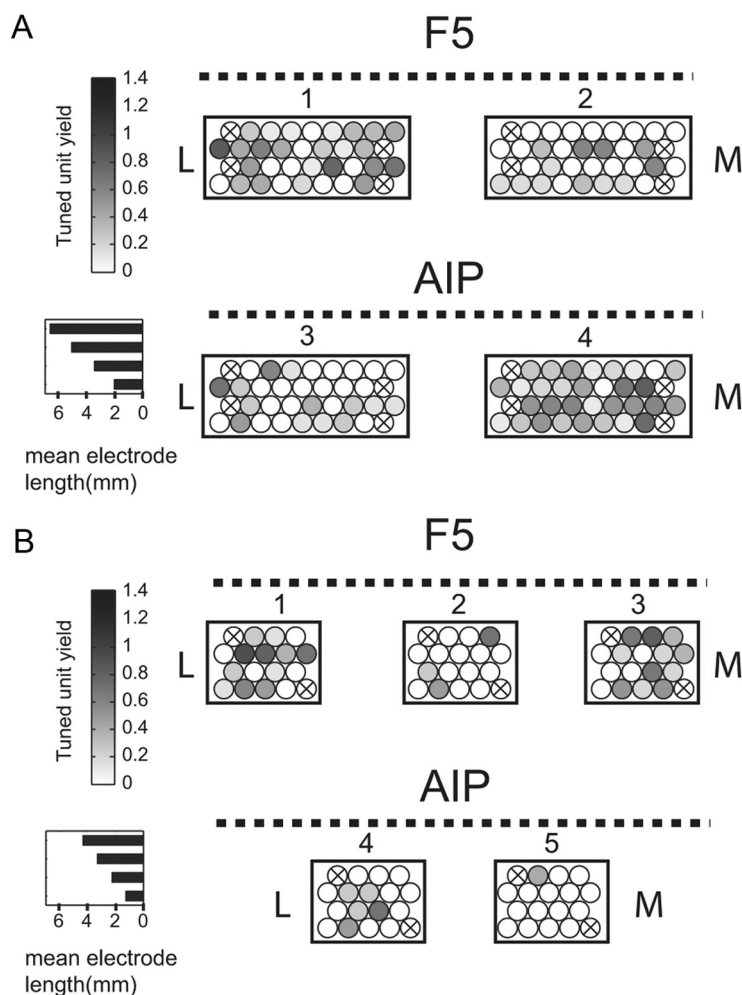 A
F5
1 2
Tuned unit yield
1.4
1.2
1
0.8
0.6
0.4
0.2
0
L M
AIP
3 4
L M
6 4 2 0
mean electrode
length(mm)
B
F5
1 2 3
Tuned unit yield
1.4
1.2
1
0.8
0.6
0.4
0.2
0
L M
AIP
4 5
L M
6 4 2 0
mean electrode
length(mm)